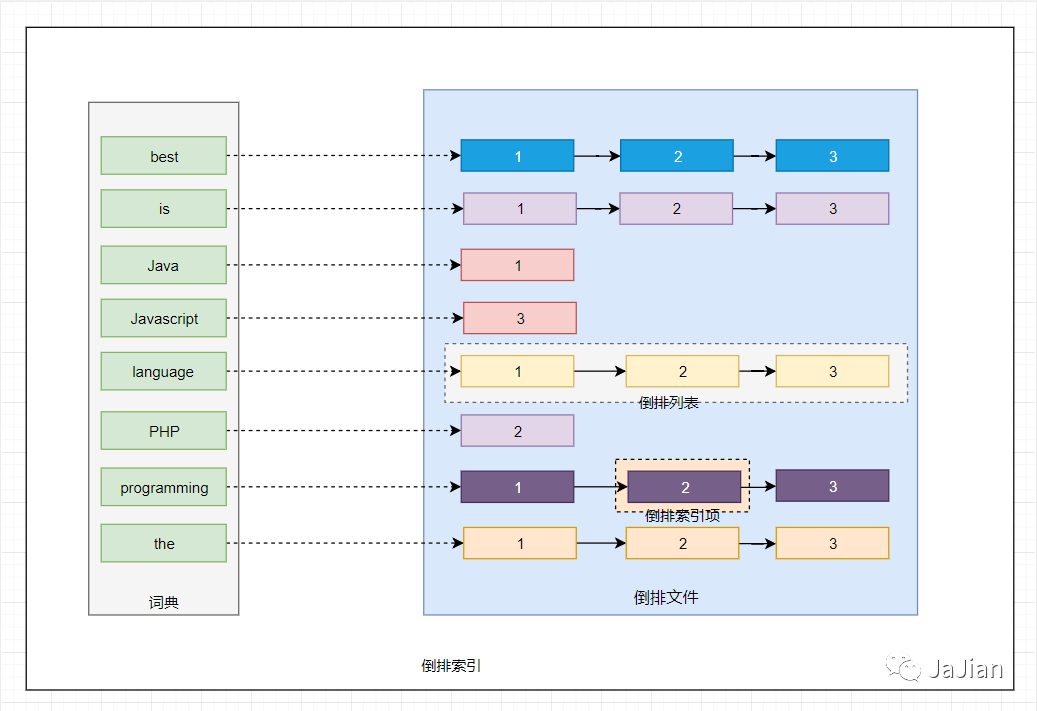 best 1 2 3
is 1 2 3
Java 1
Javascript 3
language 1 2 3
倒排列表
PHP 2
programming 1 2 3
倒排索引项
the 1 2 3
词典
倒排文件
倒排索引
JaJian